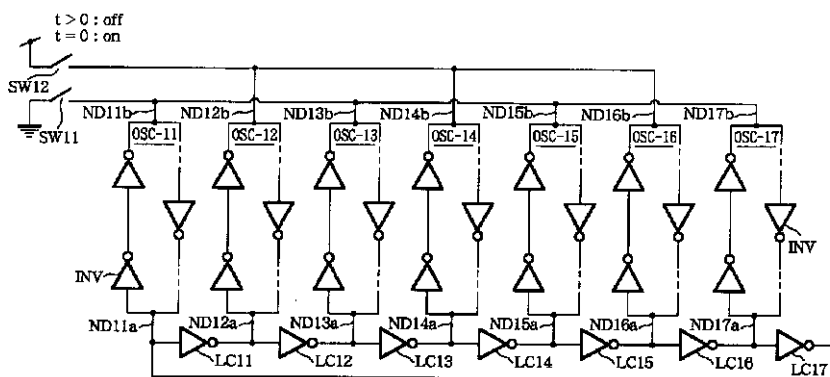 t > 0 : off
t = 0 : on
SW12
SW11
ND11b
ND12b
ND13b
ND14b
ND15b
ND16b
ND17b
OSC-11
OSC-12
OSC-13
OSC-14
OSC-15
OSC-16
OSC-17
INV
INV
ND11a
ND12a
ND13a
ND14a
ND15a
ND16a
ND17a
LC11
LC12
LC13
LC14
LC15
LC16
LC17